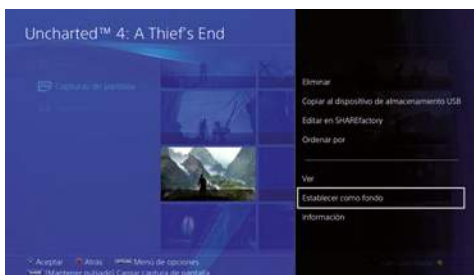 Uncharted™ 4: A Thief's End
Capturas de pantalla
Eliminar
Copiar al dispositivo de almacenamiento USB
Editar en SHAREfactory
Ordenar por
Ver
Establecer como fondo
Información
Aceptar Atrás Menú de opciones
(Mantener pulsado) Cargar captura de pantalla